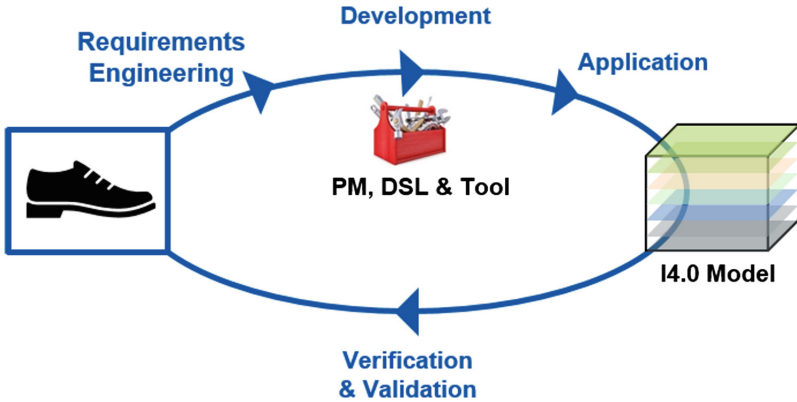 Development
Requirements
Engineering
Application
PM, DSL & Tool
I4.0 Model
Verification
& Validation